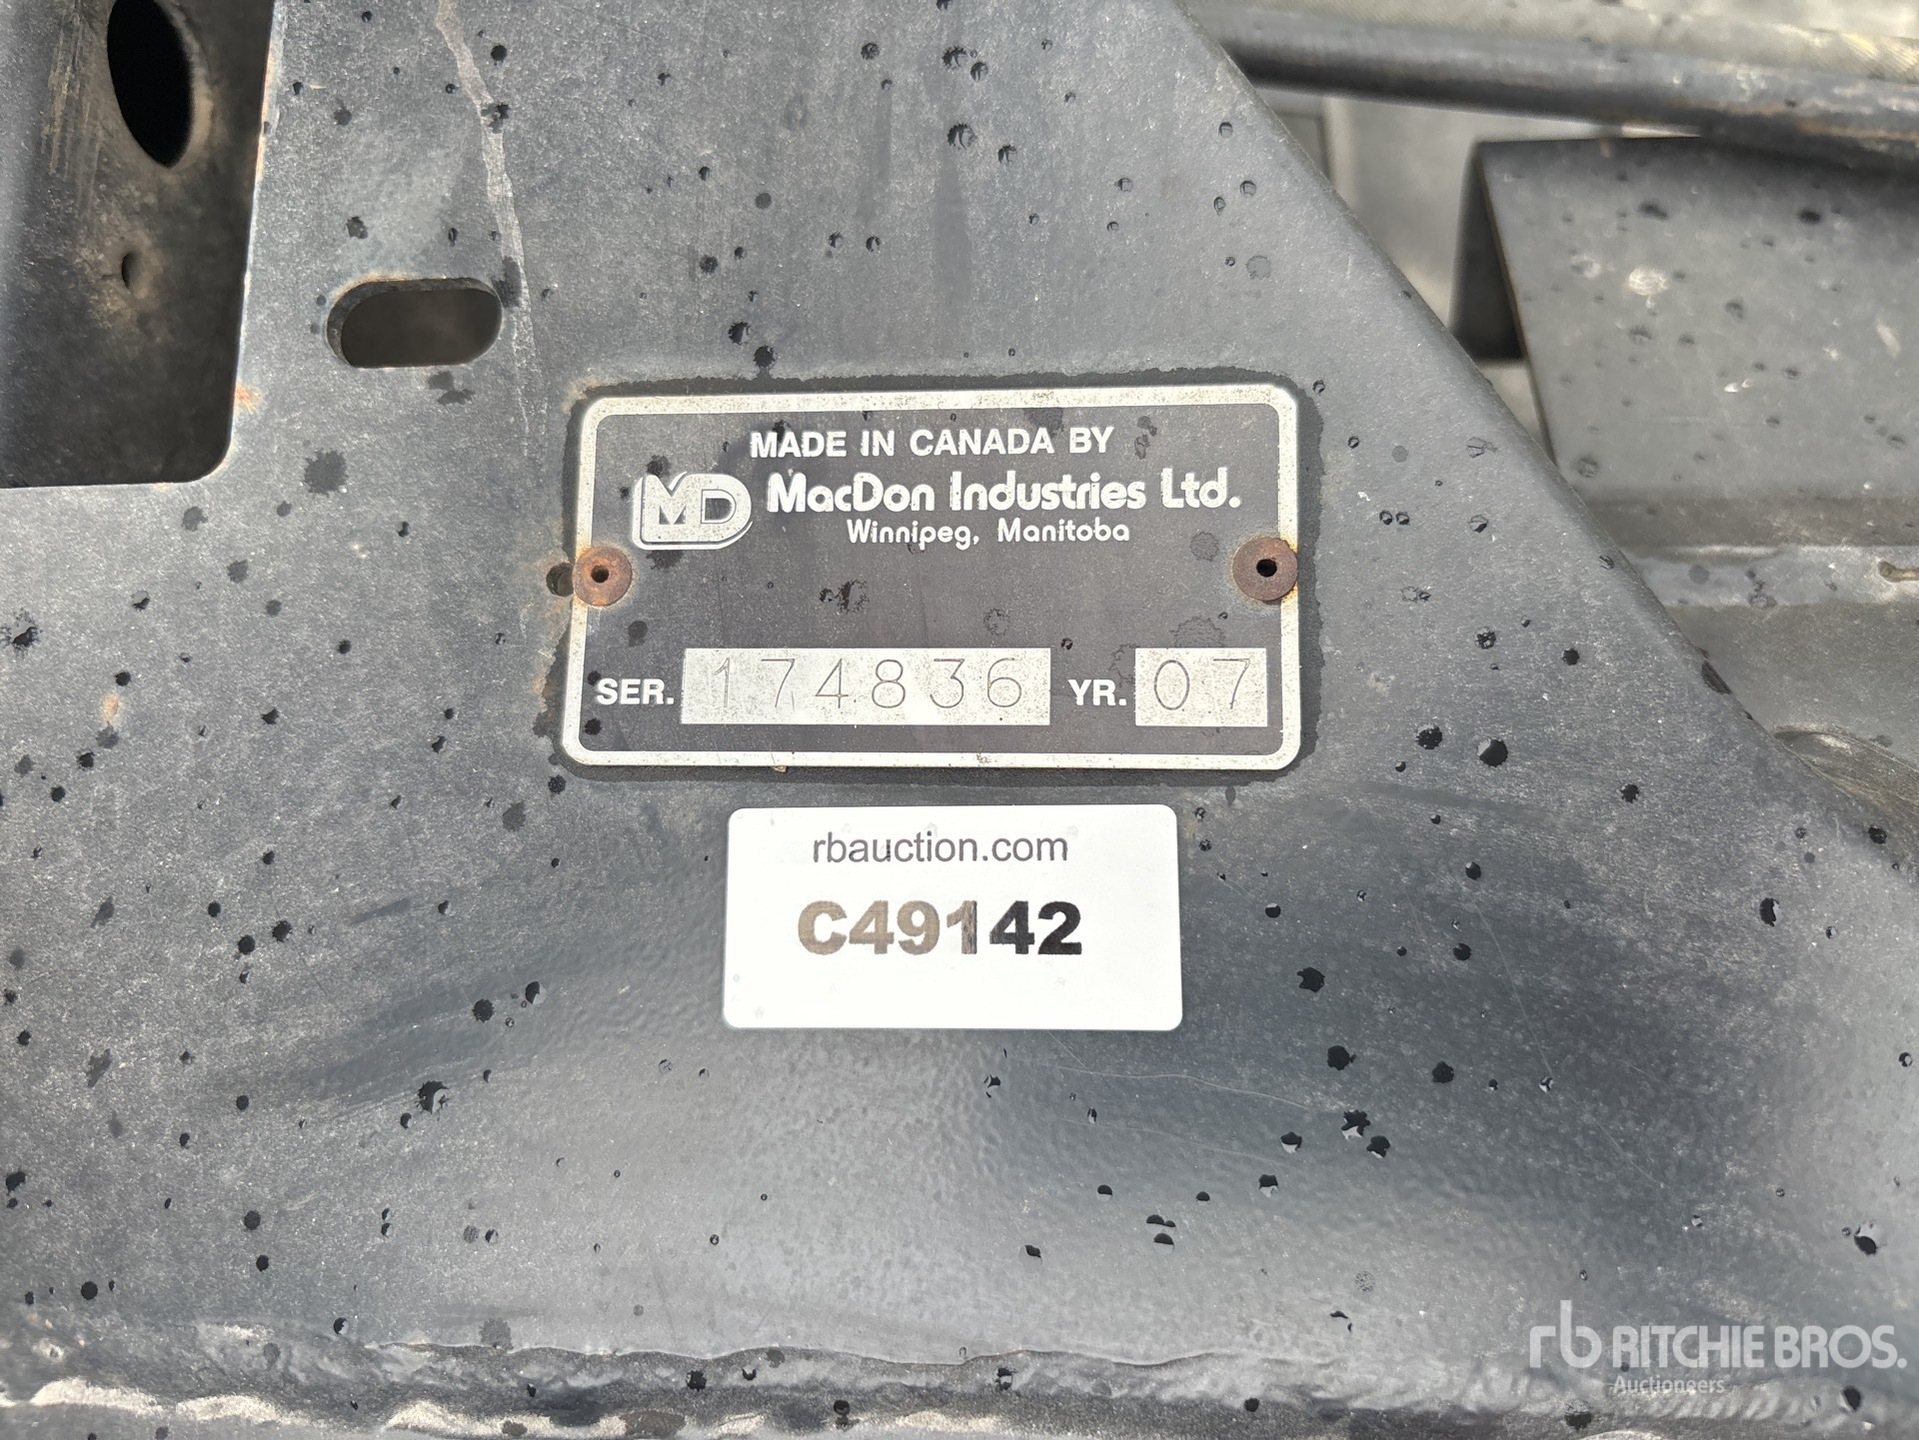 MADE IN CANADA BY
MD MacDon Industries Ltd.
Winnipeg, Manitoba
SER. 174836 YR. 07
rbauction.com
C49142
rb RITCHIE BROS.
Auctioneers